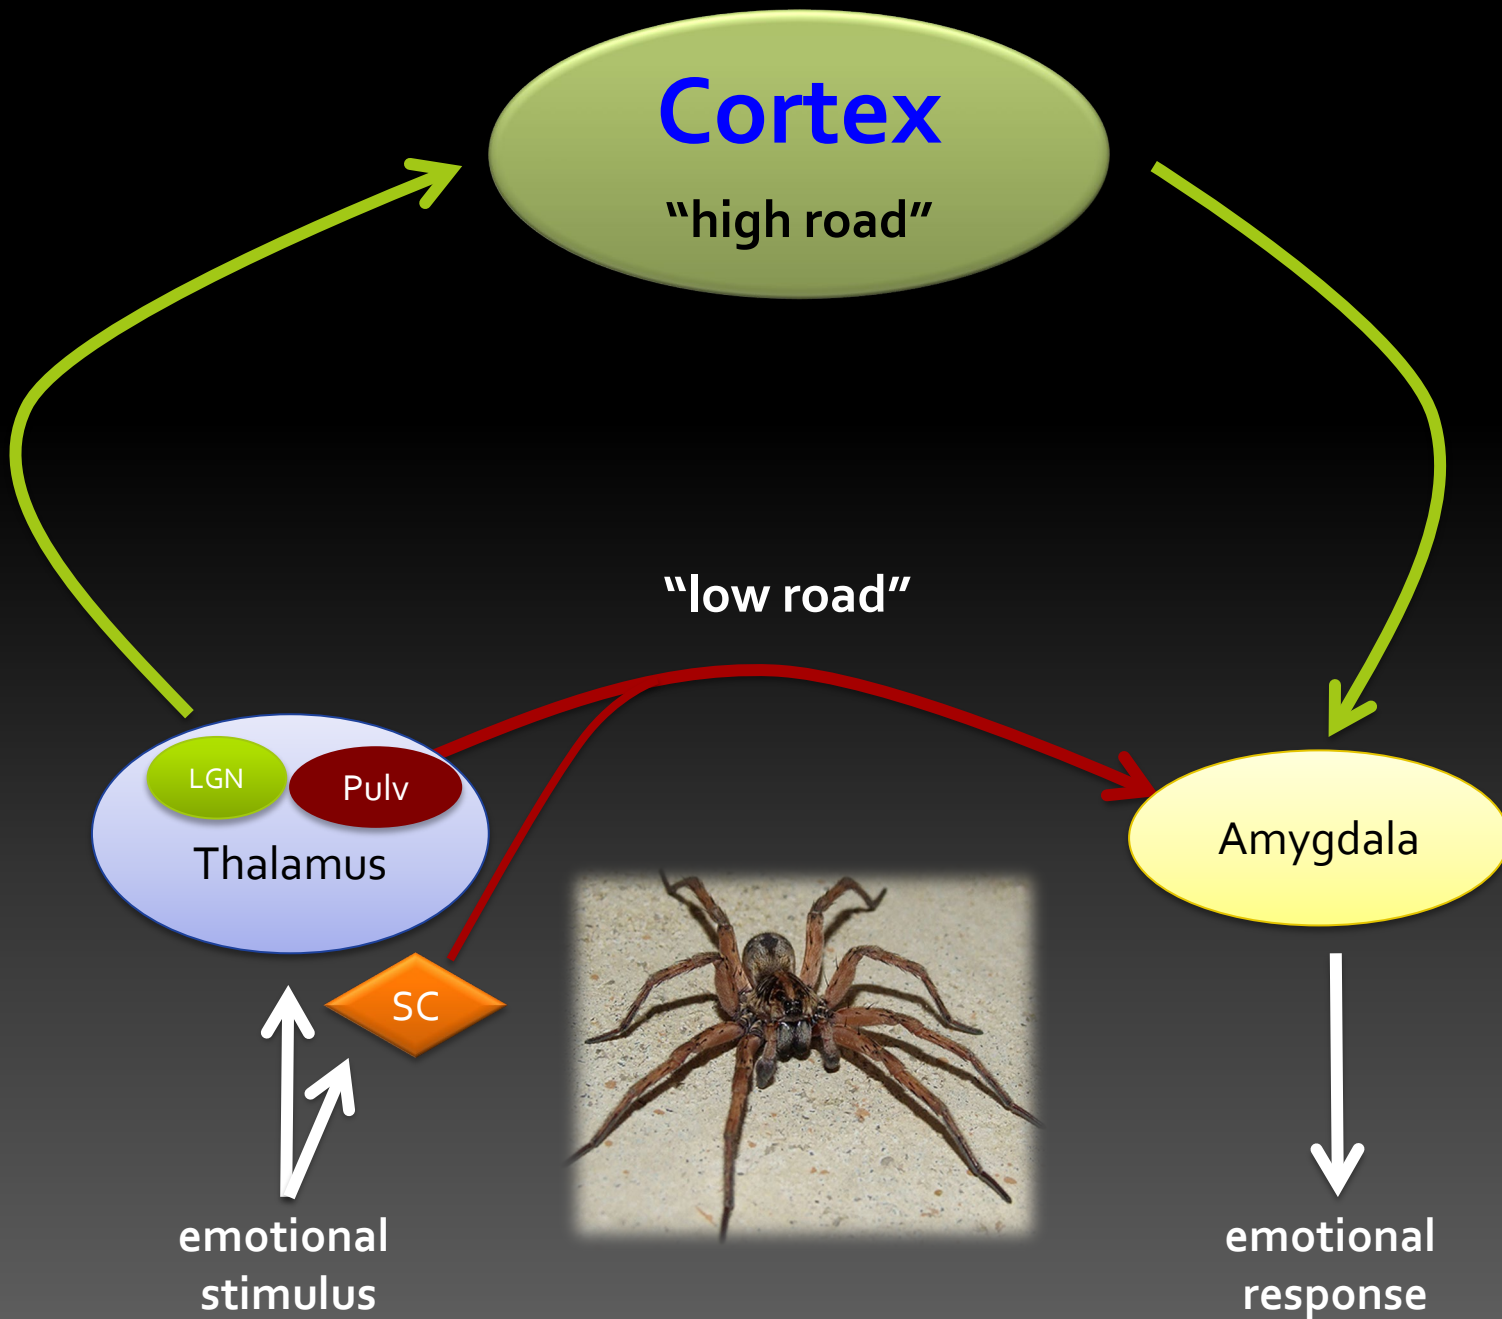 Cortex
“high road”
“low road”
LGN
Pulv
Thalamus
Amygdala
SC
emotional
stimulus
emotional
response